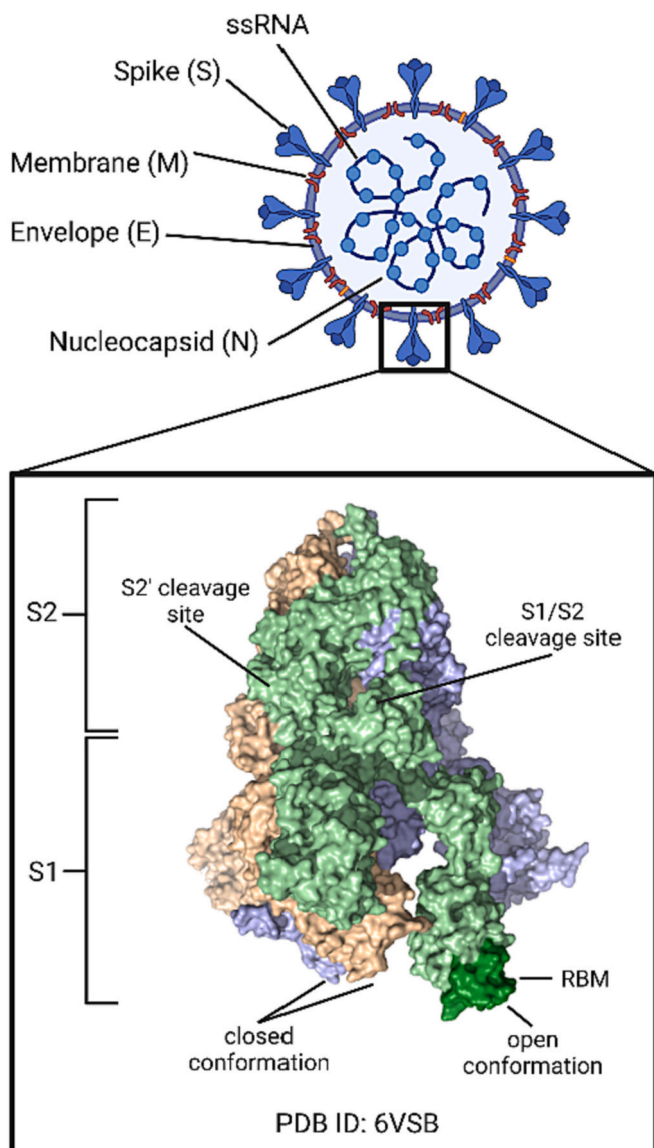 ssRNA
Spike (S)
Membrane (M)
Envelope (E)
Nucleocapsid (N)
S2
S2' cleavage
site
S1/S2
cleavage site
S1
RBM
closed
conformation
open
conformation
PDB ID: 6VSB